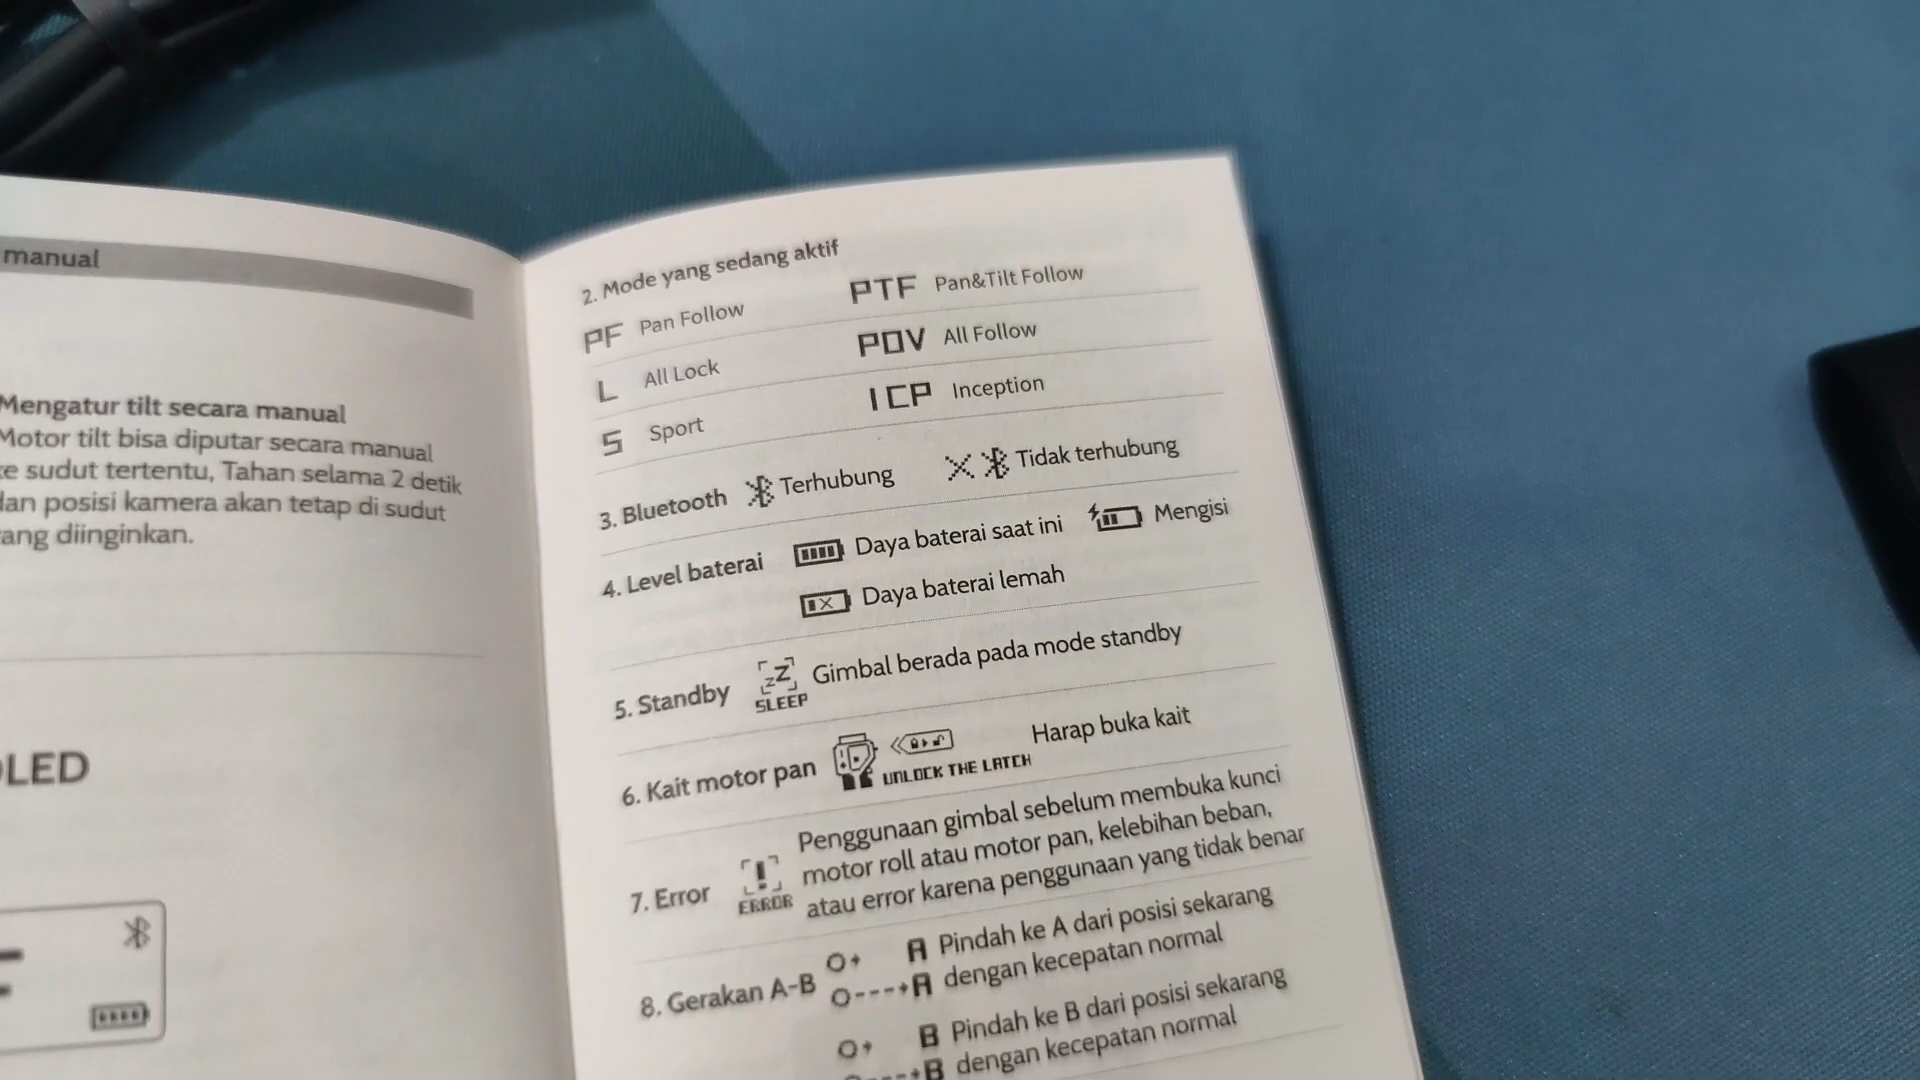 manual
Mengatur tilt secara manual
Motor tilt bisa diputar secara manual
ke sudut tertentu, Tahan selama 2 detik
dan posisi kamera akan tetap di sudut
yang diinginkan.
OLED
2. Mode yang sedang aktif
PF Pan Follow PTF Pan&Tilt Follow
L All Lock POV All Follow
S Sport ICP Inception
3. Bluetooth Terhubung Tidak terhubung
4. Level baterai Daya baterai saat ini Mengisi
Daya baterai lemah
5. Standby zzZ SLEEP Gimbal berada pada mode standby
6. Kait motor pan UNLOCK THE LATCH Harap buka kait
Penggunaan gimbal sebelum membuka kunci
motor roll atau motor pan, kelebihan beban,
7. Error ! ERROR atau error karena penggunaan yang tidak benar
A Pindah ke A dari posisi sekarang
8. Gerakan A-B A dengan kecepatan normal
B Pindah ke B dari posisi sekarang
B dengan kecepatan normal